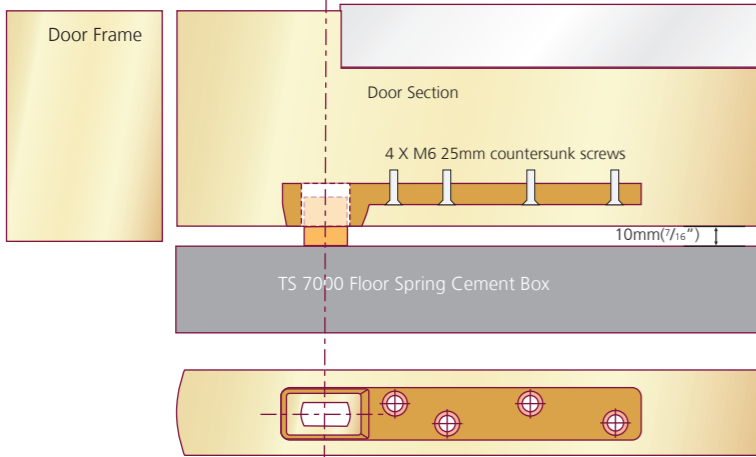 Door Frame
Door Section
4 X M6 25mm countersunk screws
10mm(7/16“)
TS 7000 Floor Spring Cement Box